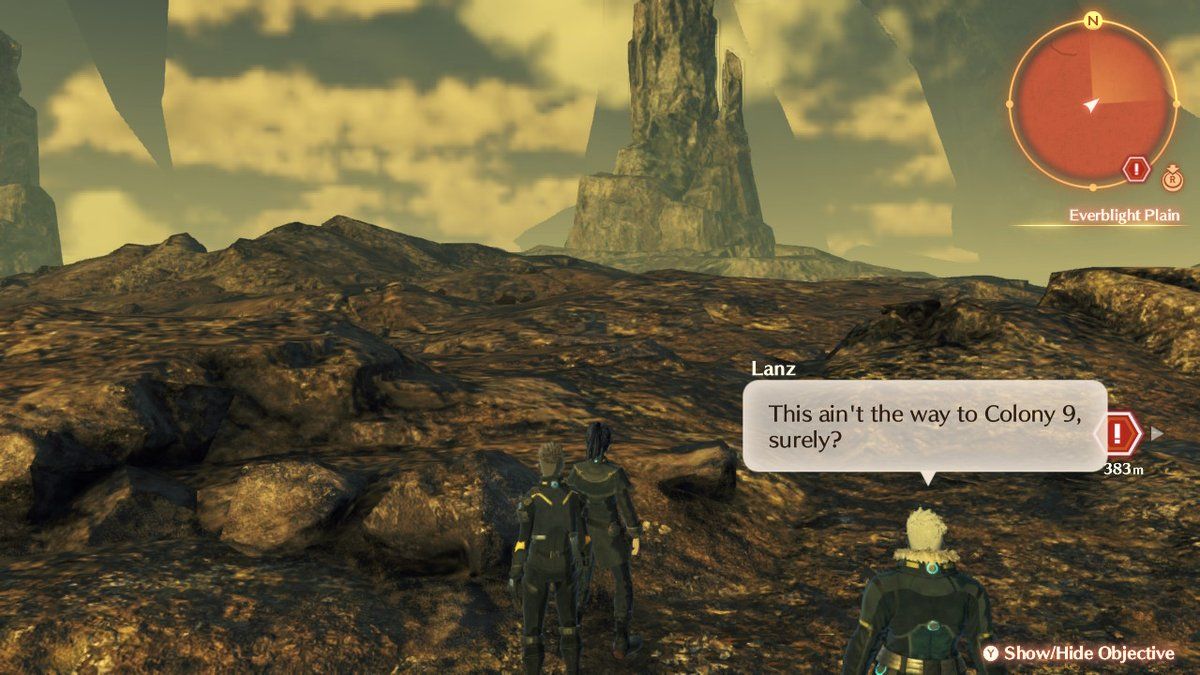 N
R
Everblight Plain
Lanz
This ain't the way to Colony 9,
surely?
!
!
383m
Y Show/Hide Objective